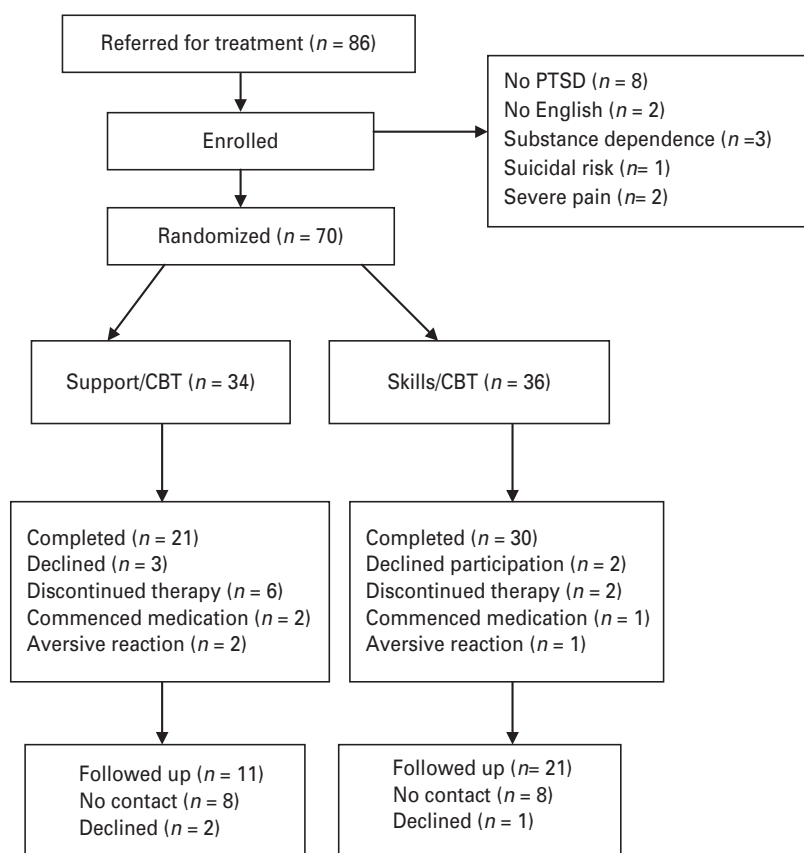 Referred for treatment (n = 86)
No PTSD (n = 8)
No English (n = 2)
Substance dependence (n =3)
Suicidal risk (n= 1)
Severe pain (n= 2)
Enrolled
Randomized (n = 70)
Support/CBT (n = 34)
Skills/CBT (n = 36)
Completed (n = 21)
Declined (n = 3)
Discontinued therapy (n = 6)
Commenced medication (n = 2)
Aversive reaction (n = 2)
Completed (n = 30)
Declined participation (n = 2)
Discontinued therapy (n = 2)
Commenced medication (n = 1)
Aversive reaction (n = 1)
Followed up (n = 11)
No contact (n = 8)
Declined (n = 2)
Followed up (n= 21)
No contact (n = 8)
Declined (n = 1)